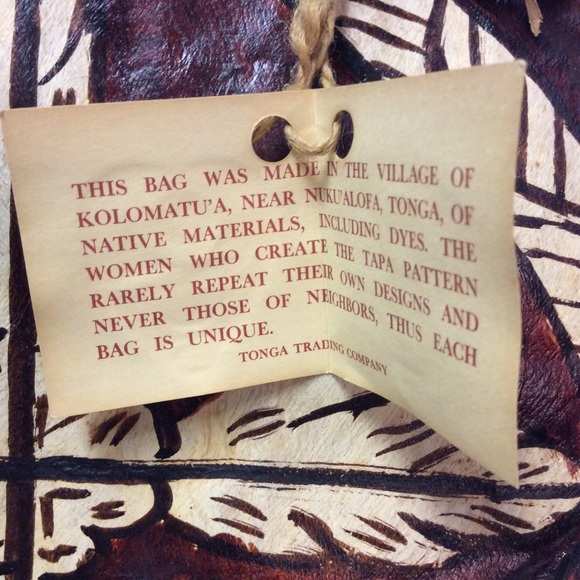 THIS BAG WAS MADE IN THE VILLAGE OF
KOLOMATU'A, NEAR NUKU'ALOFA, TONGA, OF
NATIVE MATERIALS, INCLUDING DYES. THE
WOMEN WHO CREATE THE TAPA PATTERN
RARELY REPEAT THEIR OWN DESIGNS AND
NEVER THOSE OF NEIGHBORS, THUS EACH
BAG IS UNIQUE.
TONGA TRADING COMPANY